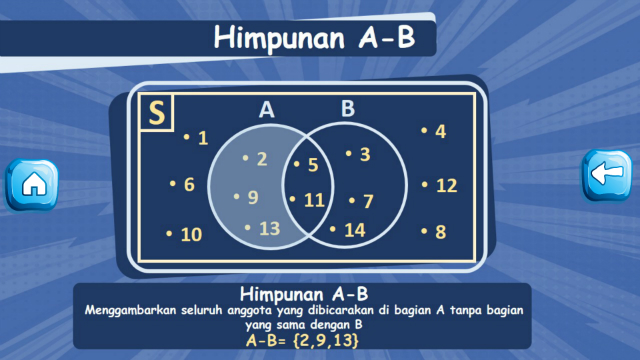 Himpunan A-B
S
A B
• 1
• 2
• 5
• 3
• 4
• 6
• 9
• 11
• 7
• 12
• 10
• 13
• 14
• 8
Himpunan A-B
Menggambarkan seluruh anggota yang dibicarakan di bagian A tanpa bagian
yang sama dengan B
A-B= {2,9,13}